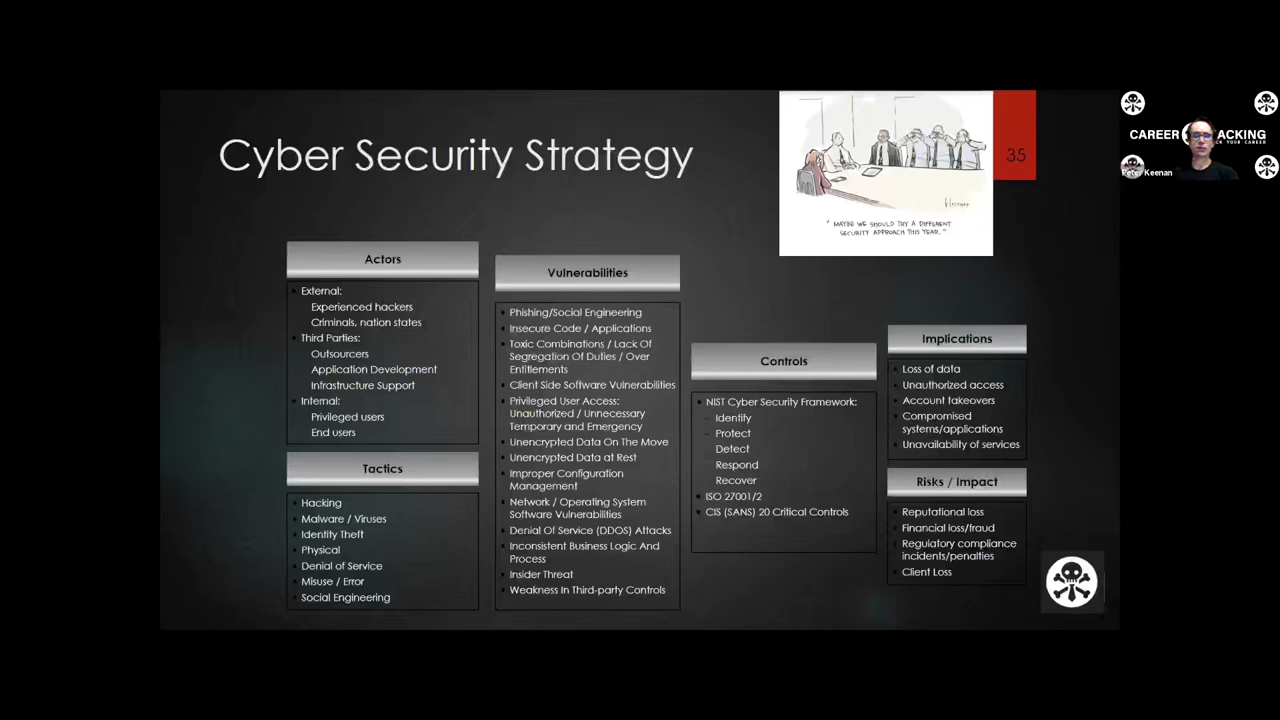 Cyber Security Strategy
35
" MAYBE WE SHOULD TRY A DIFFERENT
SECURITY APPROACH THIS YEAR. "
Actors
External:
Experienced hackers
Criminals, nation states
Third Parties:
Outsourcers
Application Development
Infrastructure Support
Internal:
Privileged users
End users
Tactics
Hacking
Malware / Viruses
Identity Theft
Physical
Denial of Service
Misuse / Error
Social Engineering
Vulnerabilities
Phishing/Social Engineering
Insecure Code / Applications
Toxic Combinations / Lack Of
Segregation Of Duties / Over
Entitlements
Client Side Software Vulnerabilities
Privileged User Access:
Unauthorized / Unnecessary
Temporary and Emergency
Unencrypted Data On The Move
Unencrypted Data at Rest
Improper Configuration
Management
Network / Operating System
Software Vulnerabilities
Denial Of Service (DDOS) Attacks
Inconsistent Business Logic And
Process
Insider Threat
Weakness In Third-party Controls
Controls
NIST Cyber Security Framework:
– Identify
– Protect
Detect
Respond
Recover
ISO 27001/2
CIS (SANS) 20 Critical Controls
Implications
Loss of data
Unauthorized access
Account takeovers
Compromised
systems/applications
Unavailability of services
Risks / Impact
Reputational loss
Financial loss/fraud
Regulatory compliance
incidents/penalties
Client Loss
CAREER ACKING
YOUR CAREER
Peter Keenan